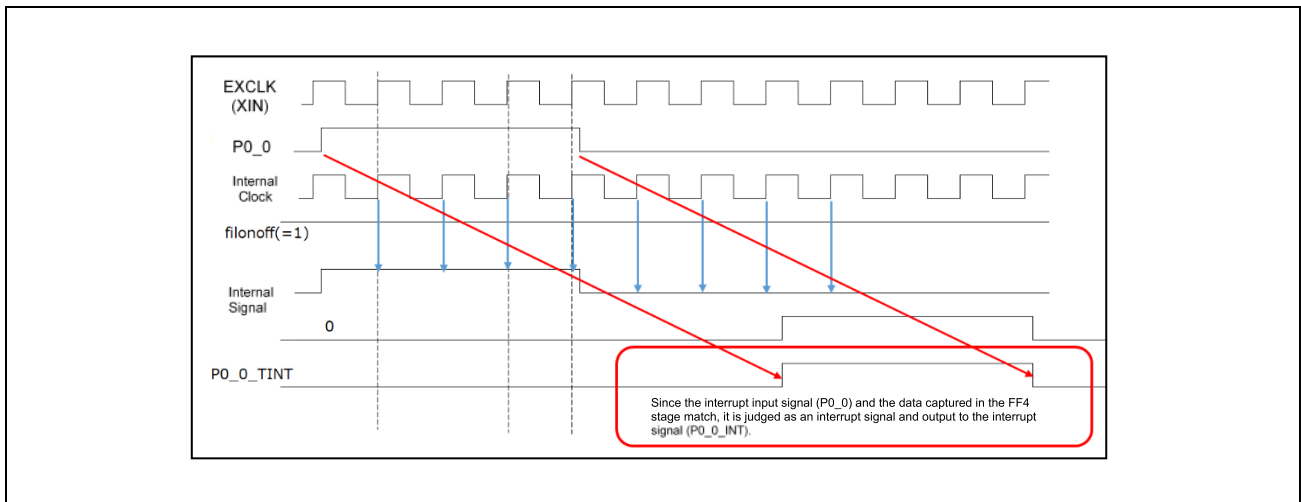 EXCLK
(XIN)
P0_0
Internal
Clock
filonoff(=1)
Internal
Signal
0
P0_0_TINT
Since the interrupt input signal (P0_0) and the data captured in the FF4
stage match, it is judged as an interrupt signal and output to the interrupt
signal (P0_0_INT).